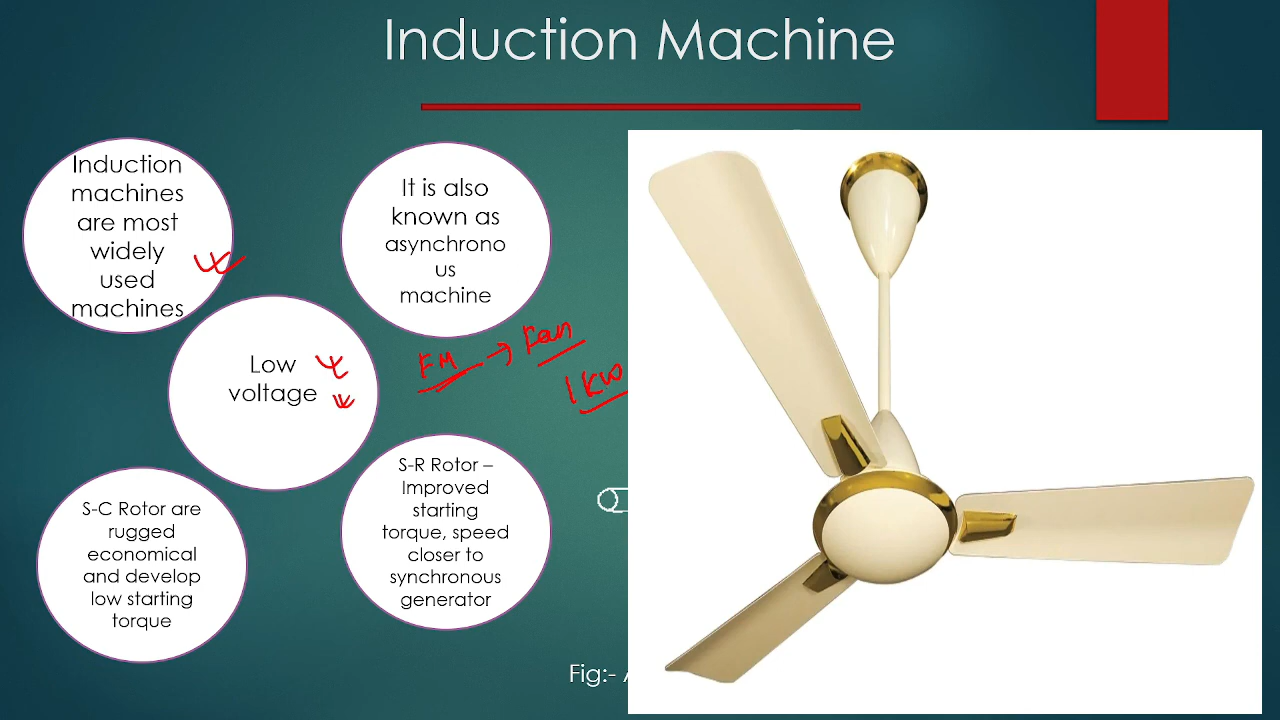 Induction Machine
Induction
machines
are most
widely
used
machines
It is also
known as
asynchrono
us
machine
Low
voltage
FM → Fan
1 KW
S-C Rotor are
rugged
economical
and develop
low starting
torque
S-R Rotor –
Improved
starting
torque, speed
closer to
synchronous
generator
Fig:-